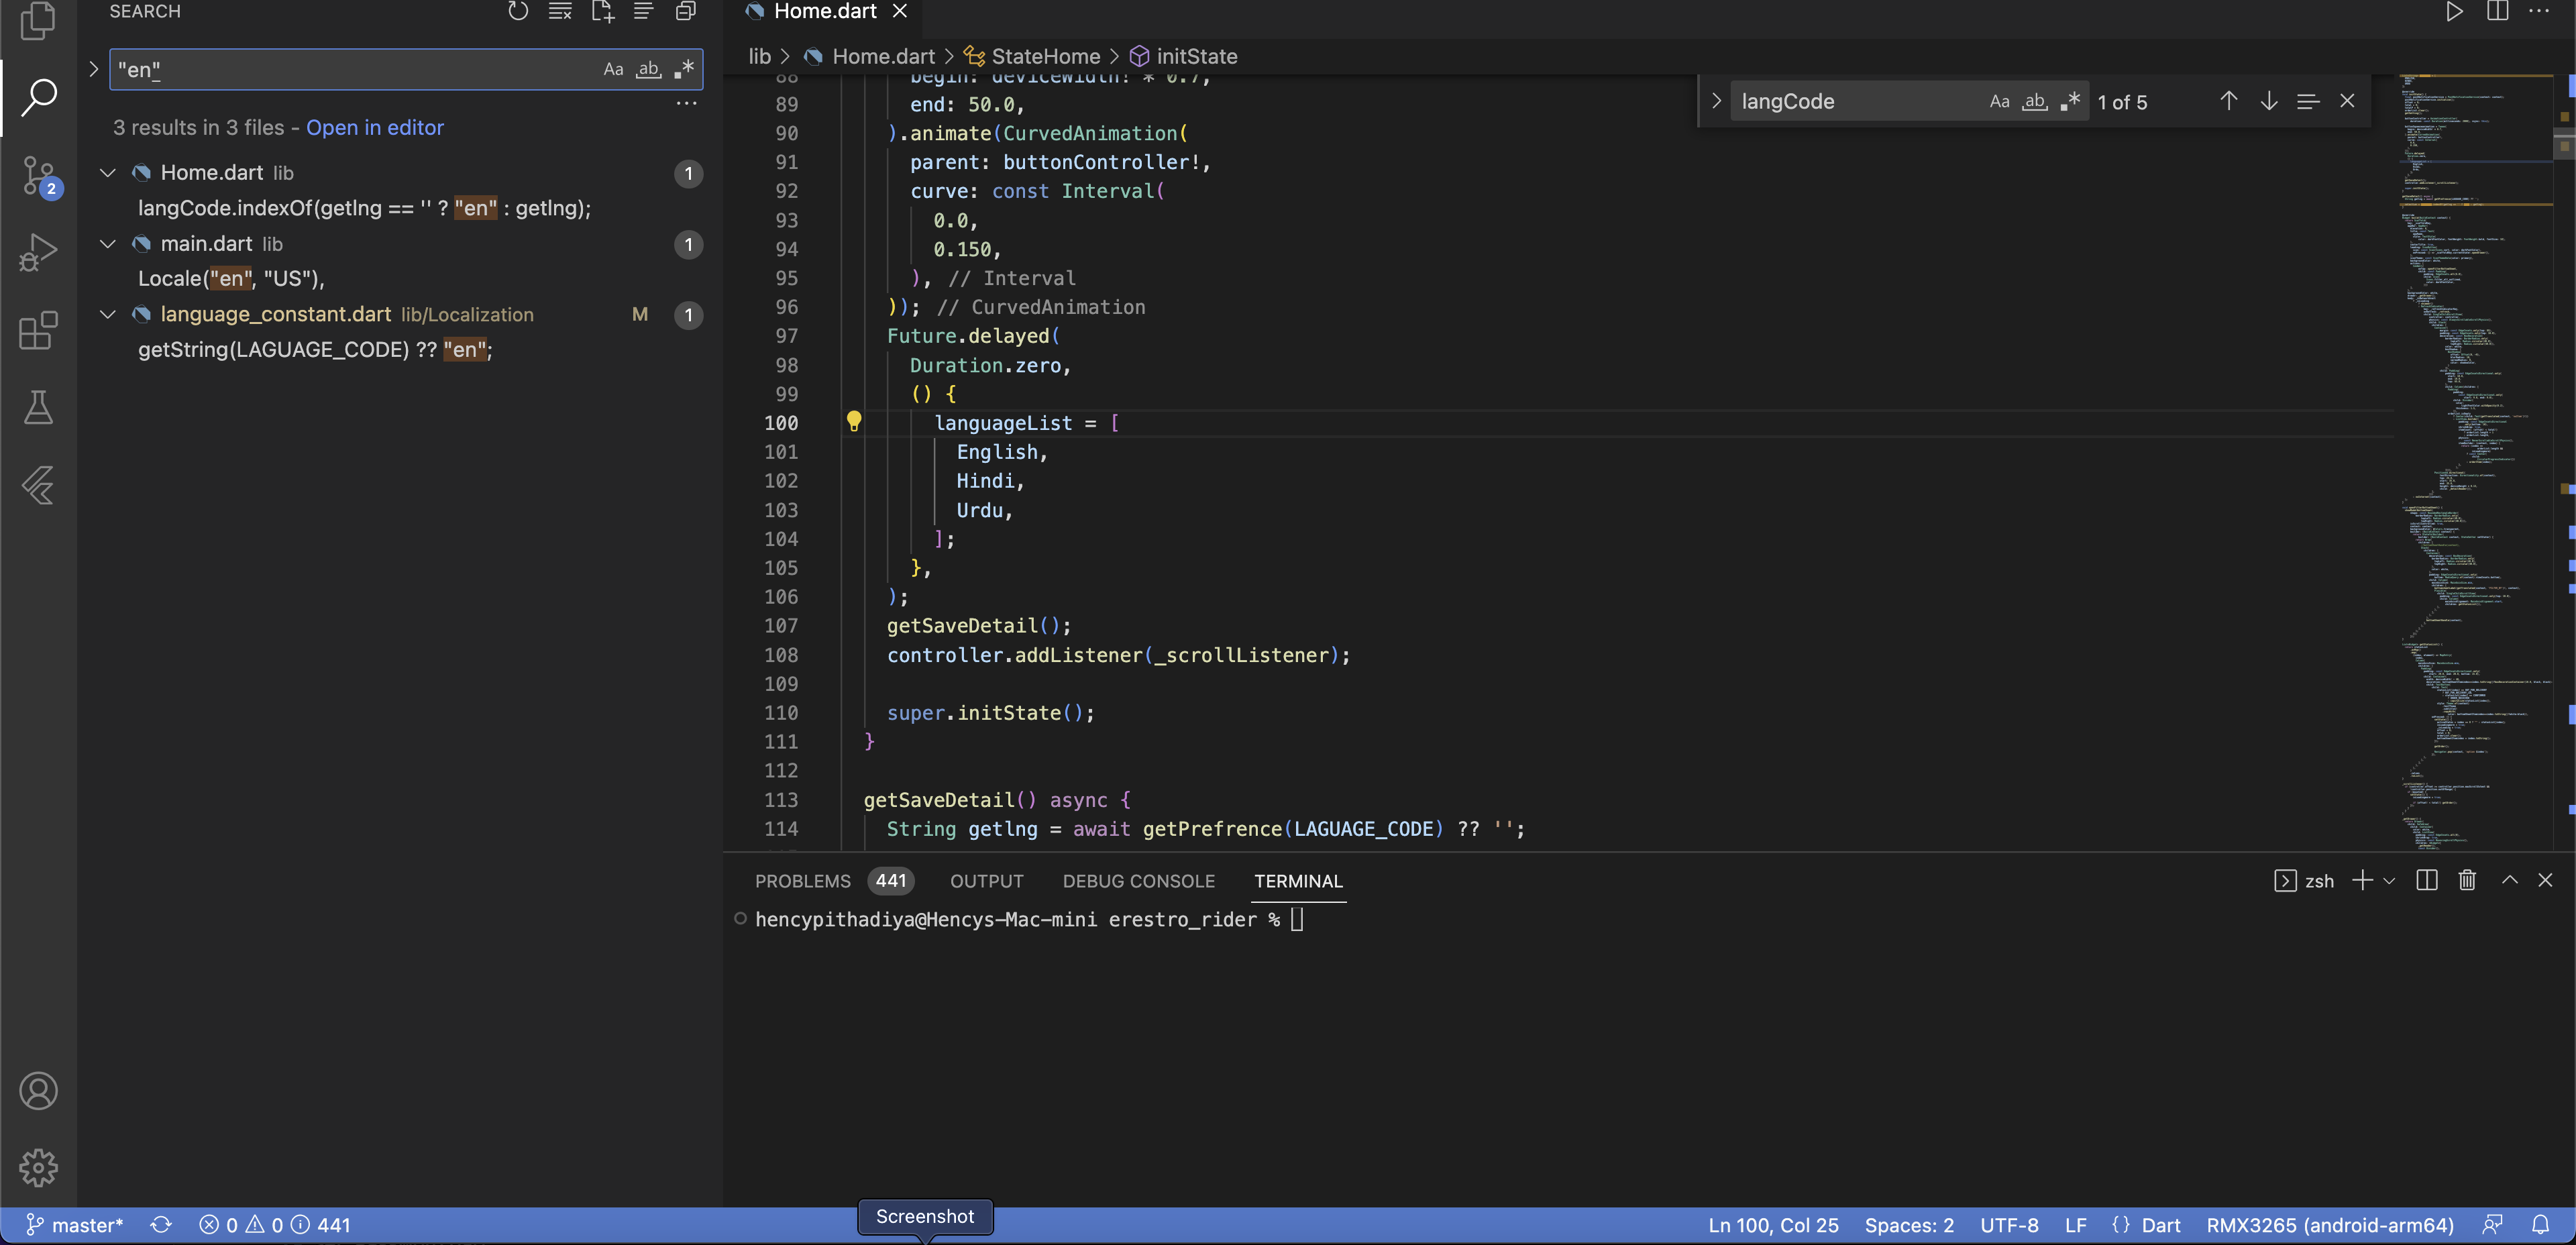 SEARCH
"en"
Aa ab .*
...
3 results in 3 files - Open in editor
Home.dart lib 1
langCode.indexOf(getlng == '' ? "en" : getlng);
main.dart lib 1
Locale("en", "US"),
language_constant.dart lib/Localization M 1
getString(LAGUAGE_CODE) ?? "en";
2
Home.dart
lib > Home.dart > StateHome > initState
langCode Aa ab .* 1 of 5
88 begin: deviceWidth! * 0.7,
89 end: 50.0,
90 ).animate(CurvedAnimation(
91 parent: buttonController!,
92 curve: const Interval(
93 0.0,
94 0.150,
95 ), // Interval
96 )); // CurvedAnimation
97 Future.delayed(
98 Duration.zero,
99 () {
100 languageList = [
101 English,
102 Hindi,
103 Urdu,
104 ];
105 },
106 );
107 getSaveDetail();
108 controller.addListener(_scrollListener);
109
110 super.initState();
111 }
112
113 getSaveDetail() async {
114 String getlng = await getPrefrence(LAGUAGE_CODE) ?? '';
PROBLEMS 441 OUTPUT DEBUG CONSOLE TERMINAL
zsh
hencypithadiya@Hencys-Mac-mini erestro_rider %
Screenshot
master* 0 0 441
Ln 100, Col 25 Spaces: 2 UTF-8 LF {} Dart RMX3265 (android-arm64)